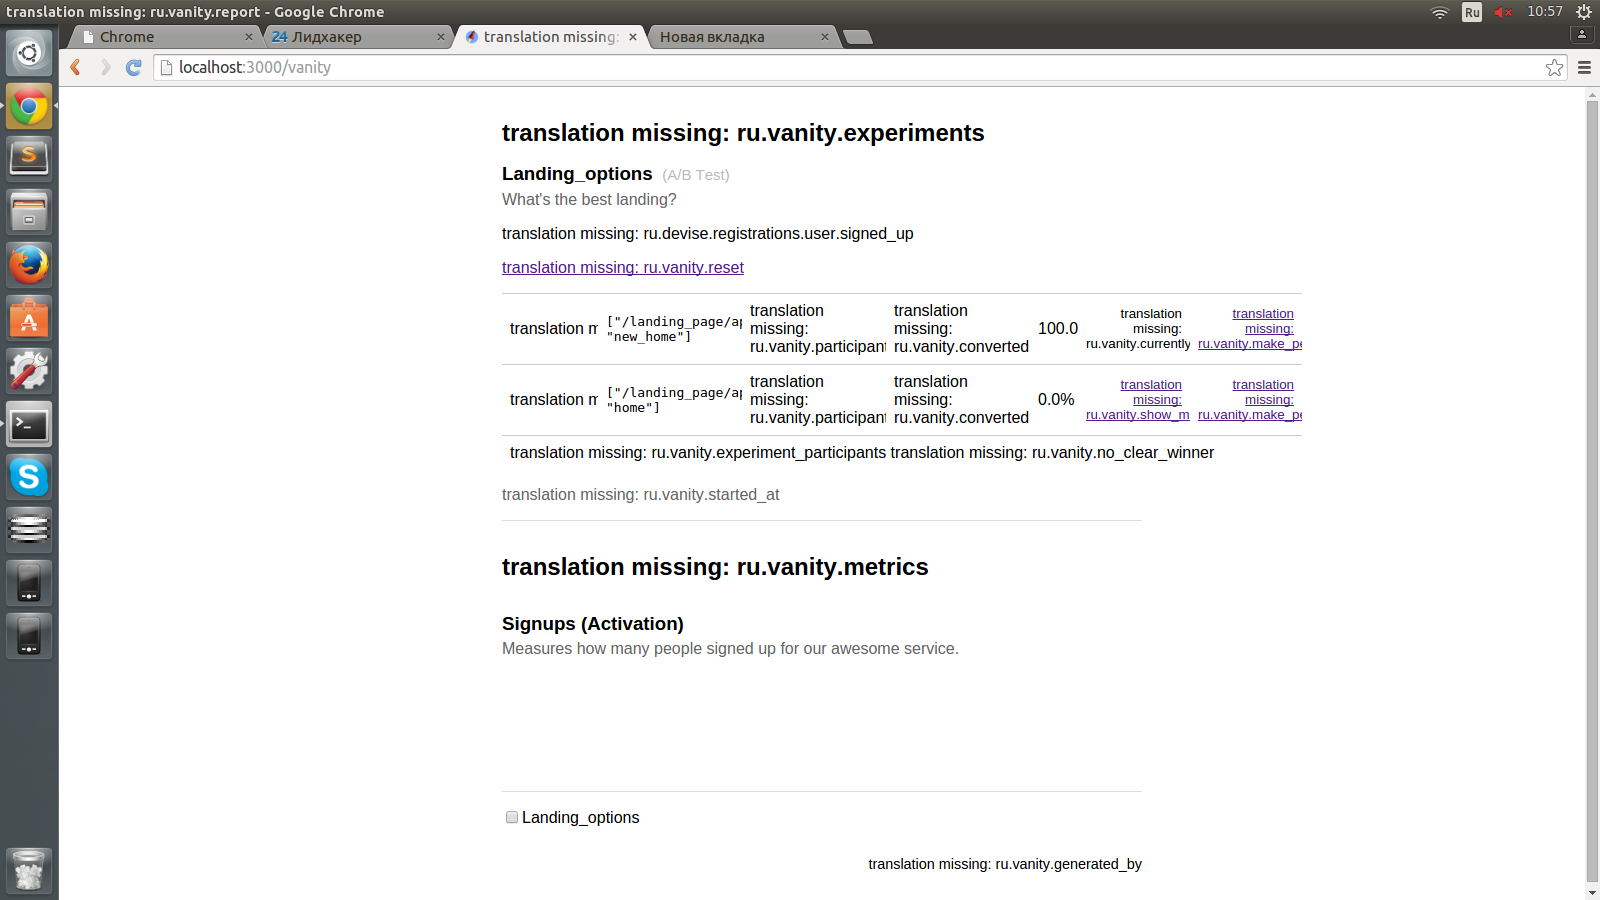 translation missing: ru.vanity.report - Google Chrome
Ru
10:57
Chrome
24 Лидхакер
translation missing:
Новая вкладка
localhost:3000/vanity
translation missing: ru.vanity.experiments
Landing_options (A/B Test)
What's the best landing?
translation missing: ru.devise.registrations.user.signed_up
translation missing: ru.vanity.reset
translation m
["/landing_page/ap
"new_home"]
translation
missing:
ru.vanity.participant
translation
missing:
ru.vanity.converted
100.0
translation
missing:
ru.vanity.currently
translation
missing:
ru.vanity.make_pe
translation m
["/landing_page/ap
"home"]
translation
missing:
ru.vanity.participant
translation
missing:
ru.vanity.converted
0.0%
translation
missing:
ru.vanity.show_m
translation
missing:
ru.vanity.make_pe
translation missing: ru.vanity.experiment_participants translation missing: ru.vanity.no_clear_winner
translation missing: ru.vanity.started_at
translation missing: ru.vanity.metrics
Signups (Activation)
Measures how many people signed up for our awesome service.
Landing_options
translation missing: ru.vanity.generated_by